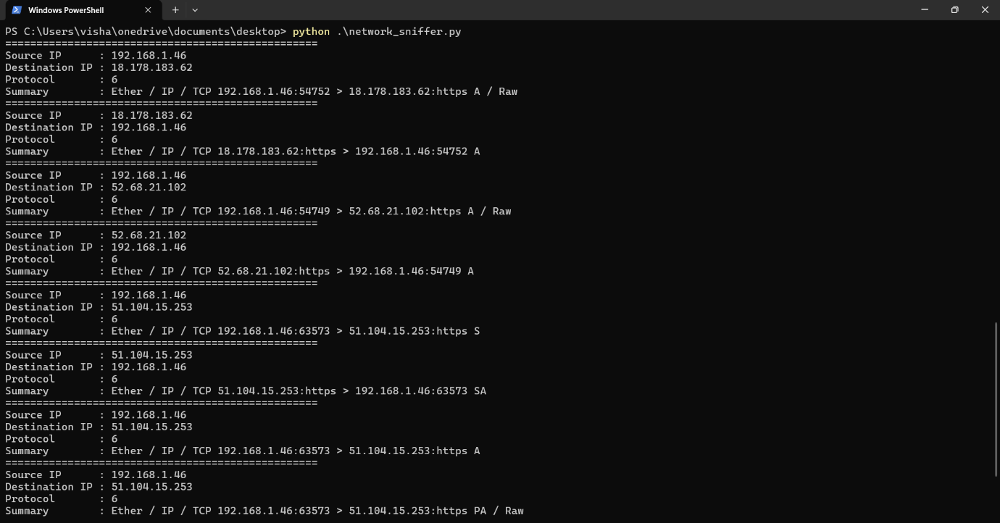 Windows PowerShell
PS C:\Users\visha\onedrive\documents\desktop> python .\network_sniffer.py
==================================================
Source IP      : 192.168.1.46
Destination IP : 18.178.183.62
Protocol       : 6
Summary        : Ether / IP / TCP 192.168.1.46:54752 > 18.178.183.62:https A / Raw
==================================================
Source IP      : 18.178.183.62
Destination IP : 192.168.1.46
Protocol       : 6
Summary        : Ether / IP / TCP 18.178.183.62:https > 192.168.1.46:54752 A
==================================================
Source IP      : 192.168.1.46
Destination IP : 52.68.21.102
Protocol       : 6
Summary        : Ether / IP / TCP 192.168.1.46:54749 > 52.68.21.102:https A / Raw
==================================================
Source IP      : 52.68.21.102
Destination IP : 192.168.1.46
Protocol       : 6
Summary        : Ether / IP / TCP 52.68.21.102:https > 192.168.1.46:54749 A
==================================================
Source IP      : 192.168.1.46
Destination IP : 51.104.15.253
Protocol       : 6
Summary        : Ether / IP / TCP 192.168.1.46:63573 > 51.104.15.253:https S
==================================================
Source IP      : 51.104.15.253
Destination IP : 192.168.1.46
Protocol       : 6
Summary        : Ether / IP / TCP 51.104.15.253:https > 192.168.1.46:63573 SA
==================================================
Source IP      : 192.168.1.46
Destination IP : 51.104.15.253
Protocol       : 6
Summary        : Ether / IP / TCP 192.168.1.46:63573 > 51.104.15.253:https A
==================================================
Source IP      : 192.168.1.46
Destination IP : 51.104.15.253
Protocol       : 6
Summary        : Ether / IP / TCP 192.168.1.46:63573 > 51.104.15.253:https PA / Raw